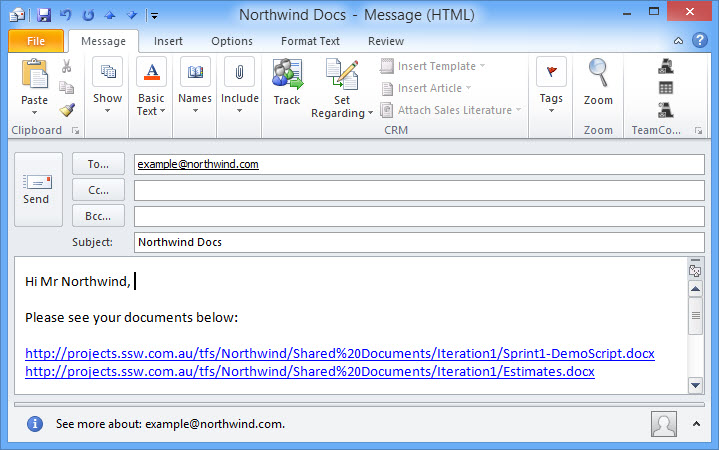 Northwind Docs - Message (HTML)
File Message Insert Options Format Text Review
Paste Show Basic Text Names Include Track Set Regarding Insert Template Insert Article Attach Sales Literature Tags Zoom
Clipboard CRM Zoom TeamCo...
Send
To... example@northwind.com
Cc...
Bcc...
Subject: Northwind Docs
Hi Mr Northwind,
Please see your documents below:
http://projects.ssw.com.au/tfs/Northwind/Shared%20Documents/Iteration1/Sprint1-DemoScript.docx
http://projects.ssw.com.au/tfs/Northwind/Shared%20Documents/Iteration1/Estimates.docx
See more about: example@northwind.com.